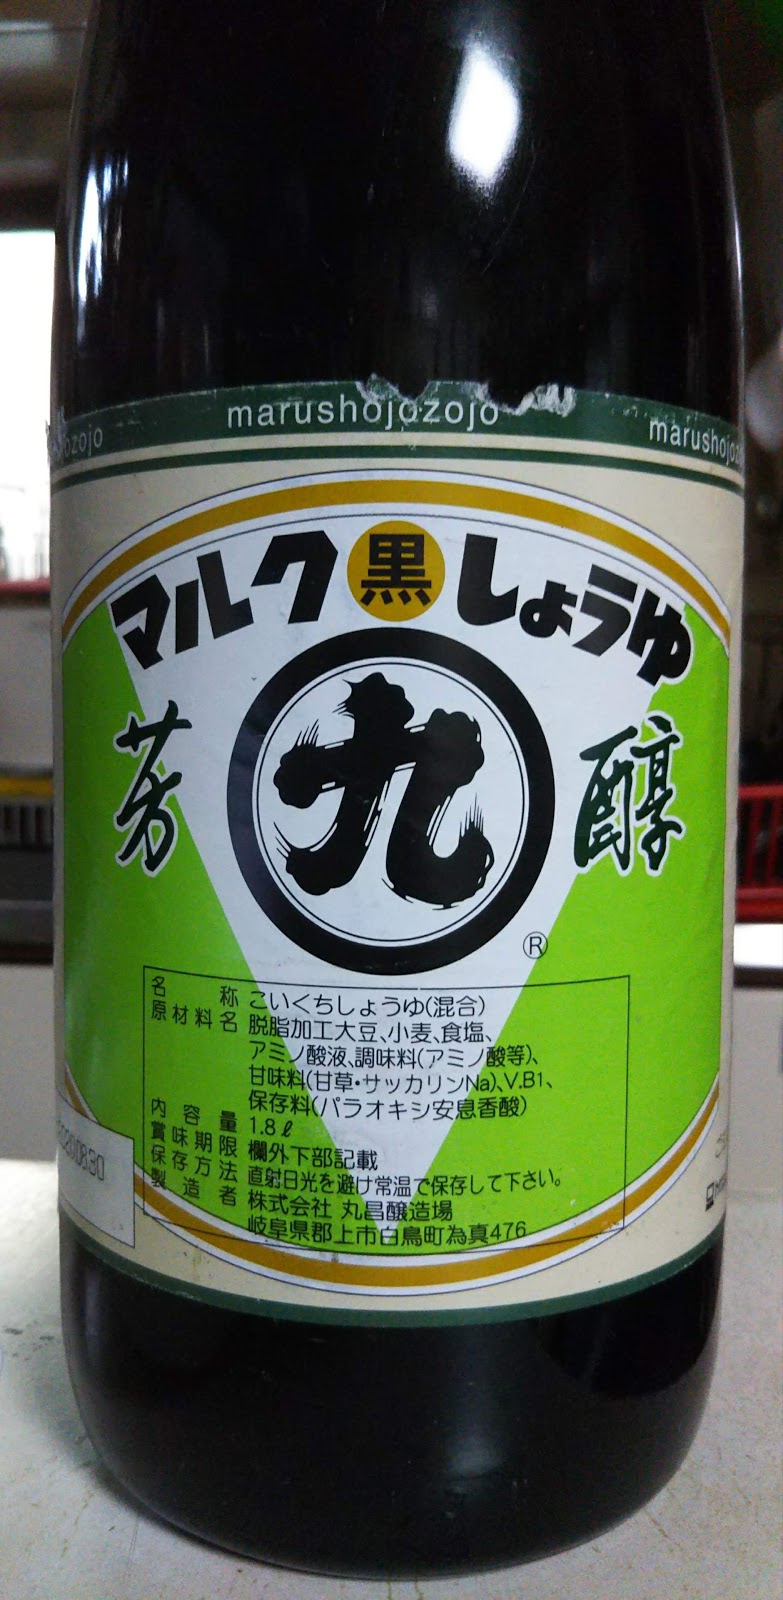 marushojozojo
ozojo
marushojoz
マルク黒しょうゆ
芳醇
九
®
名称 こいくちしょうゆ(混合)
原材料名 脱脂加工大豆、小麦、食塩、
アミノ酸液、調味料(アミノ酸等)、
甘味料(甘草・サッカリンNa)、V.B1、
保存料(パラオキシ安息香酸)
内容量 1.8ℓ
賞味期限 欄外下部記載
保存方法 直射日光を避け常温で保存して下さい。
製造者 株式会社 丸昌醸造場
岐阜県郡上市白鳥町為真476